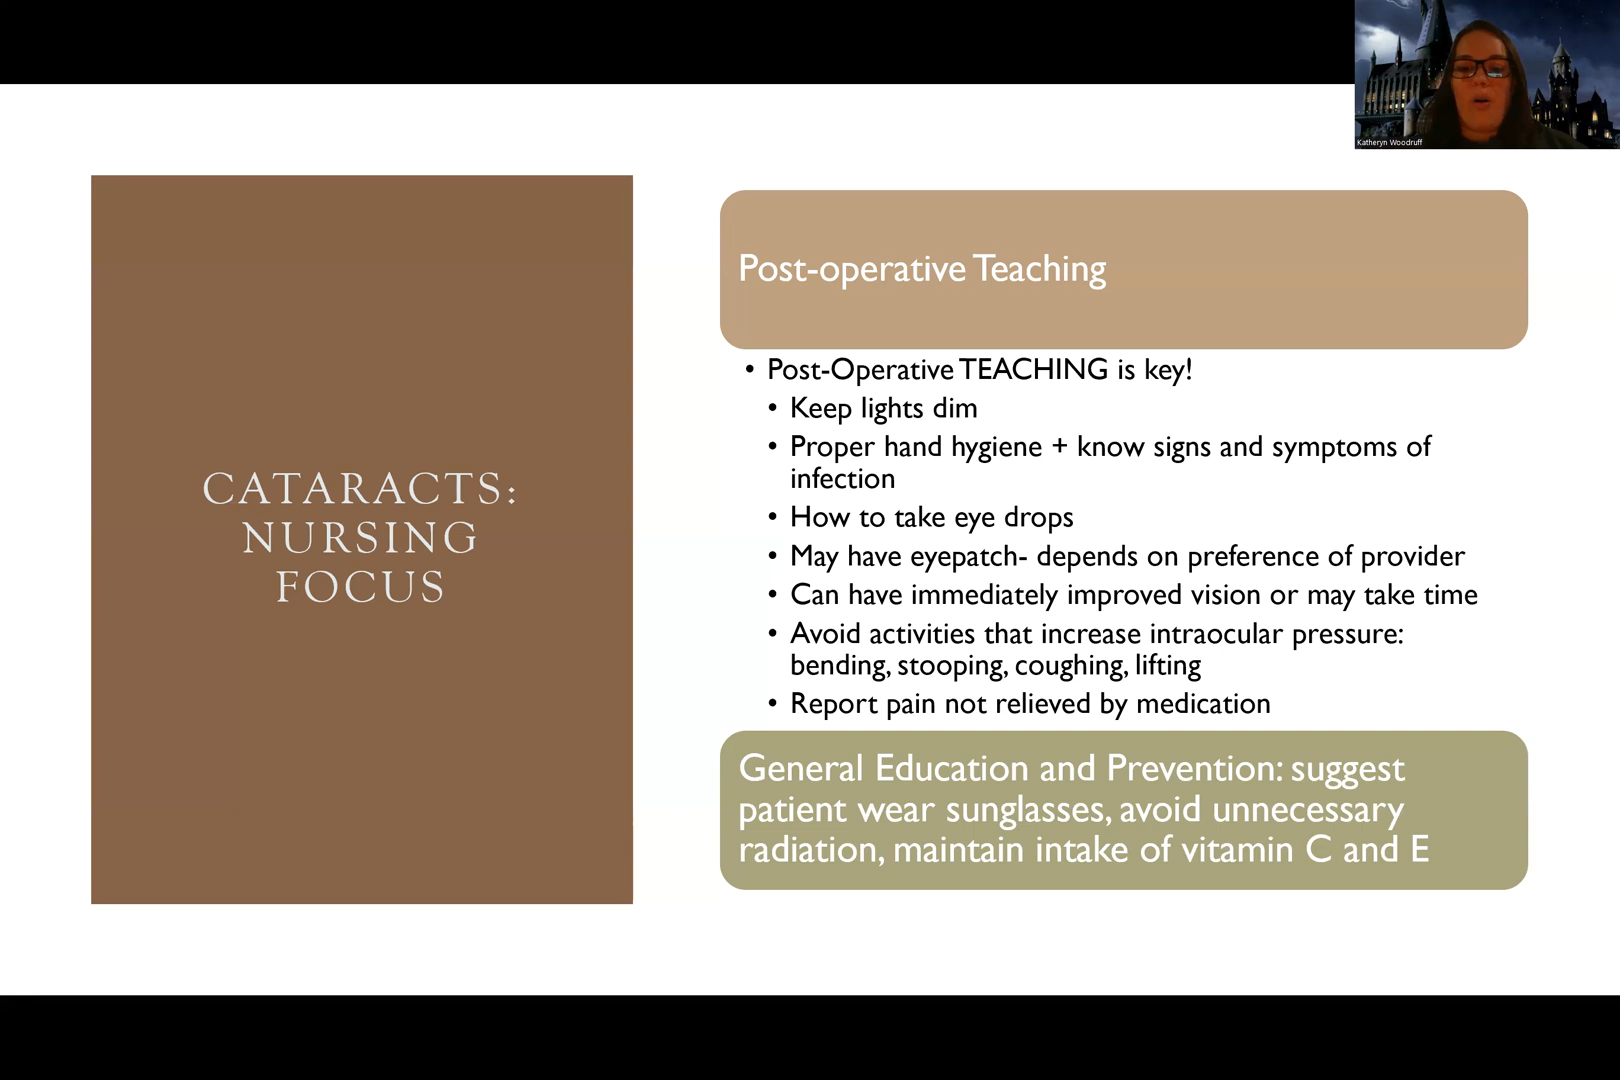 Katheryn Woodruff
CATARACTS:
NURSING
FOCUS
Post-operative Teaching
• Post-Operative TEACHING is key!
• Keep lights dim
• Proper hand hygiene + know signs and symptoms of
infection
• How to take eye drops
• May have eyepatch- depends on preference of provider
• Can have immediately improved vision or may take time
• Avoid activities that increase intraocular pressure:
bending, stooping, coughing, lifting
• Report pain not relieved by medication
General Education and Prevention: suggest
patient wear sunglasses, avoid unnecessary
radiation, maintain intake of vitamin C and E